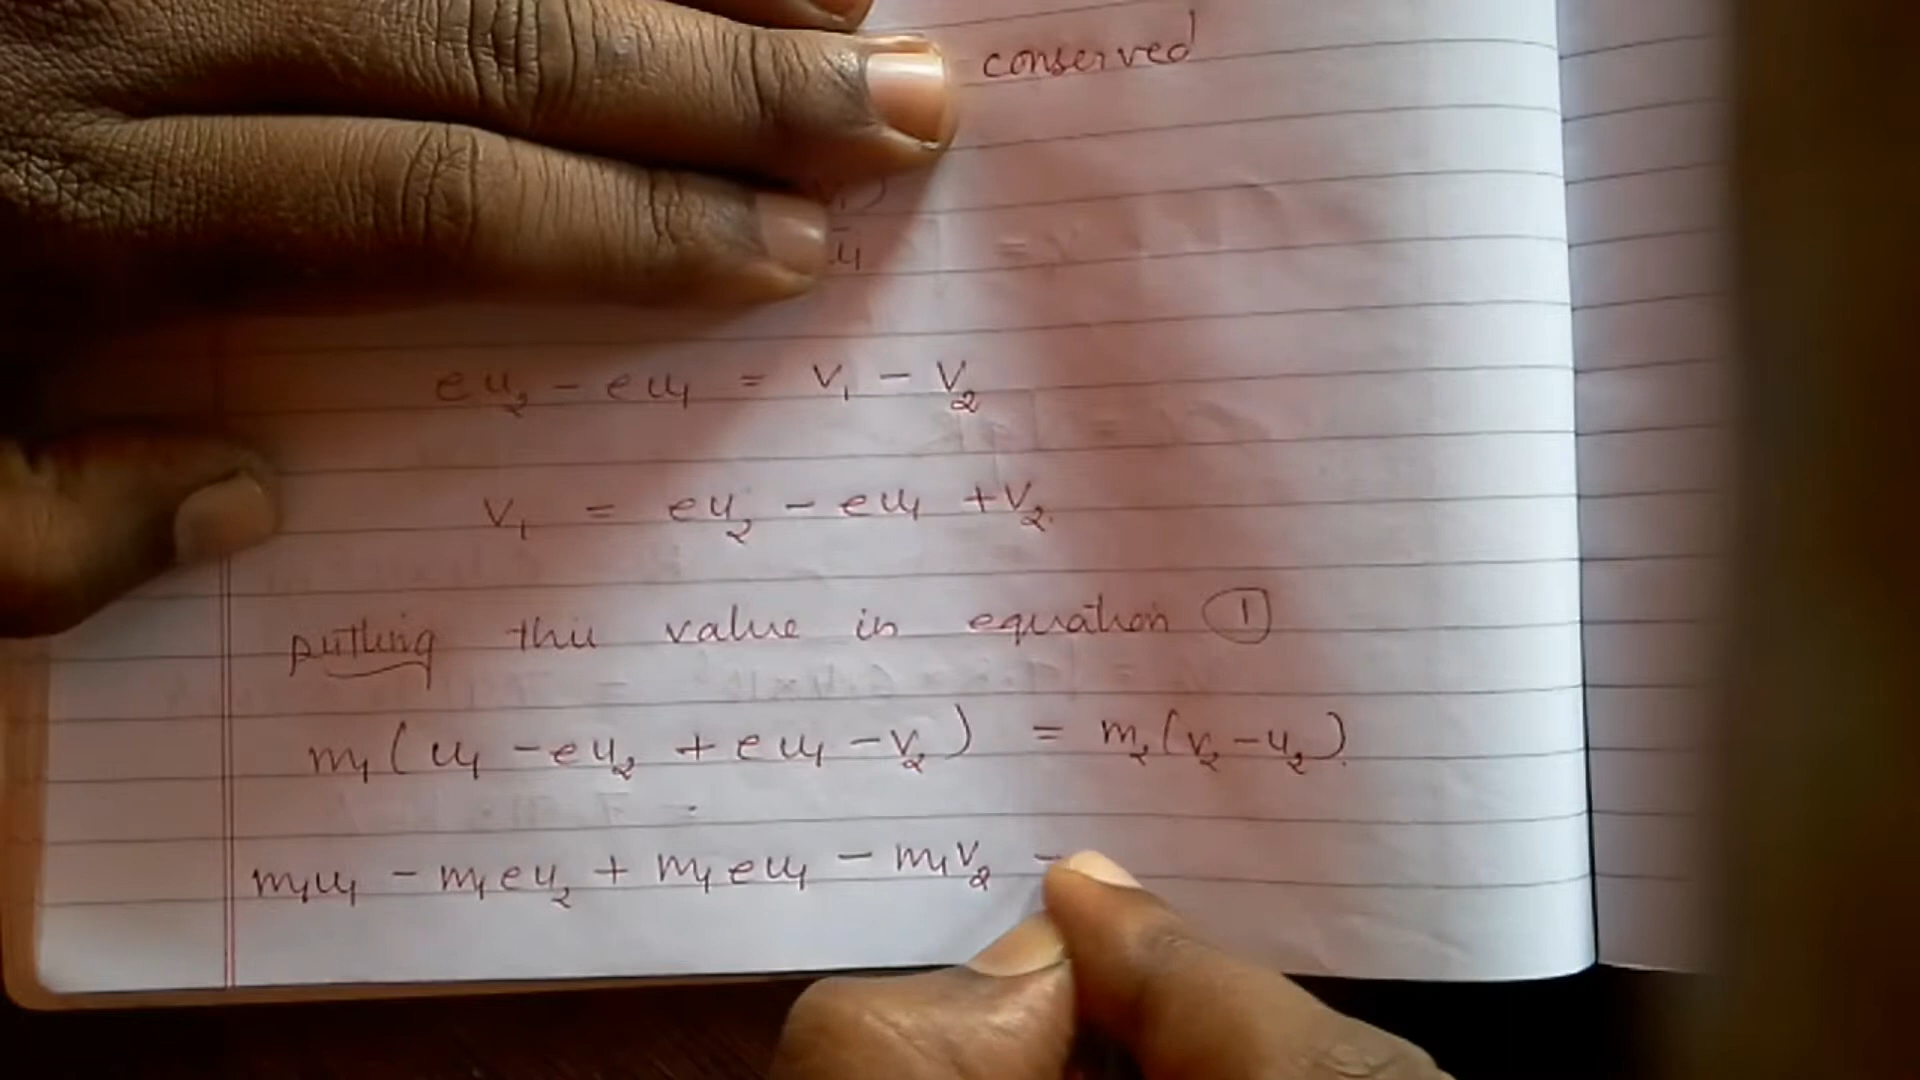 conserved
eu₂ - eu₁ = v₁ - v₂
v₁ = eu₂ - eu₁ + v₂.
putting this value in equation ①
m₁(u₁ - eu₂ + eu₁ - v₂) = m₂(v₂ - u₂).
m₁u₁ - m₁eu₂ + m₁eu₁ - m₁v₂ =